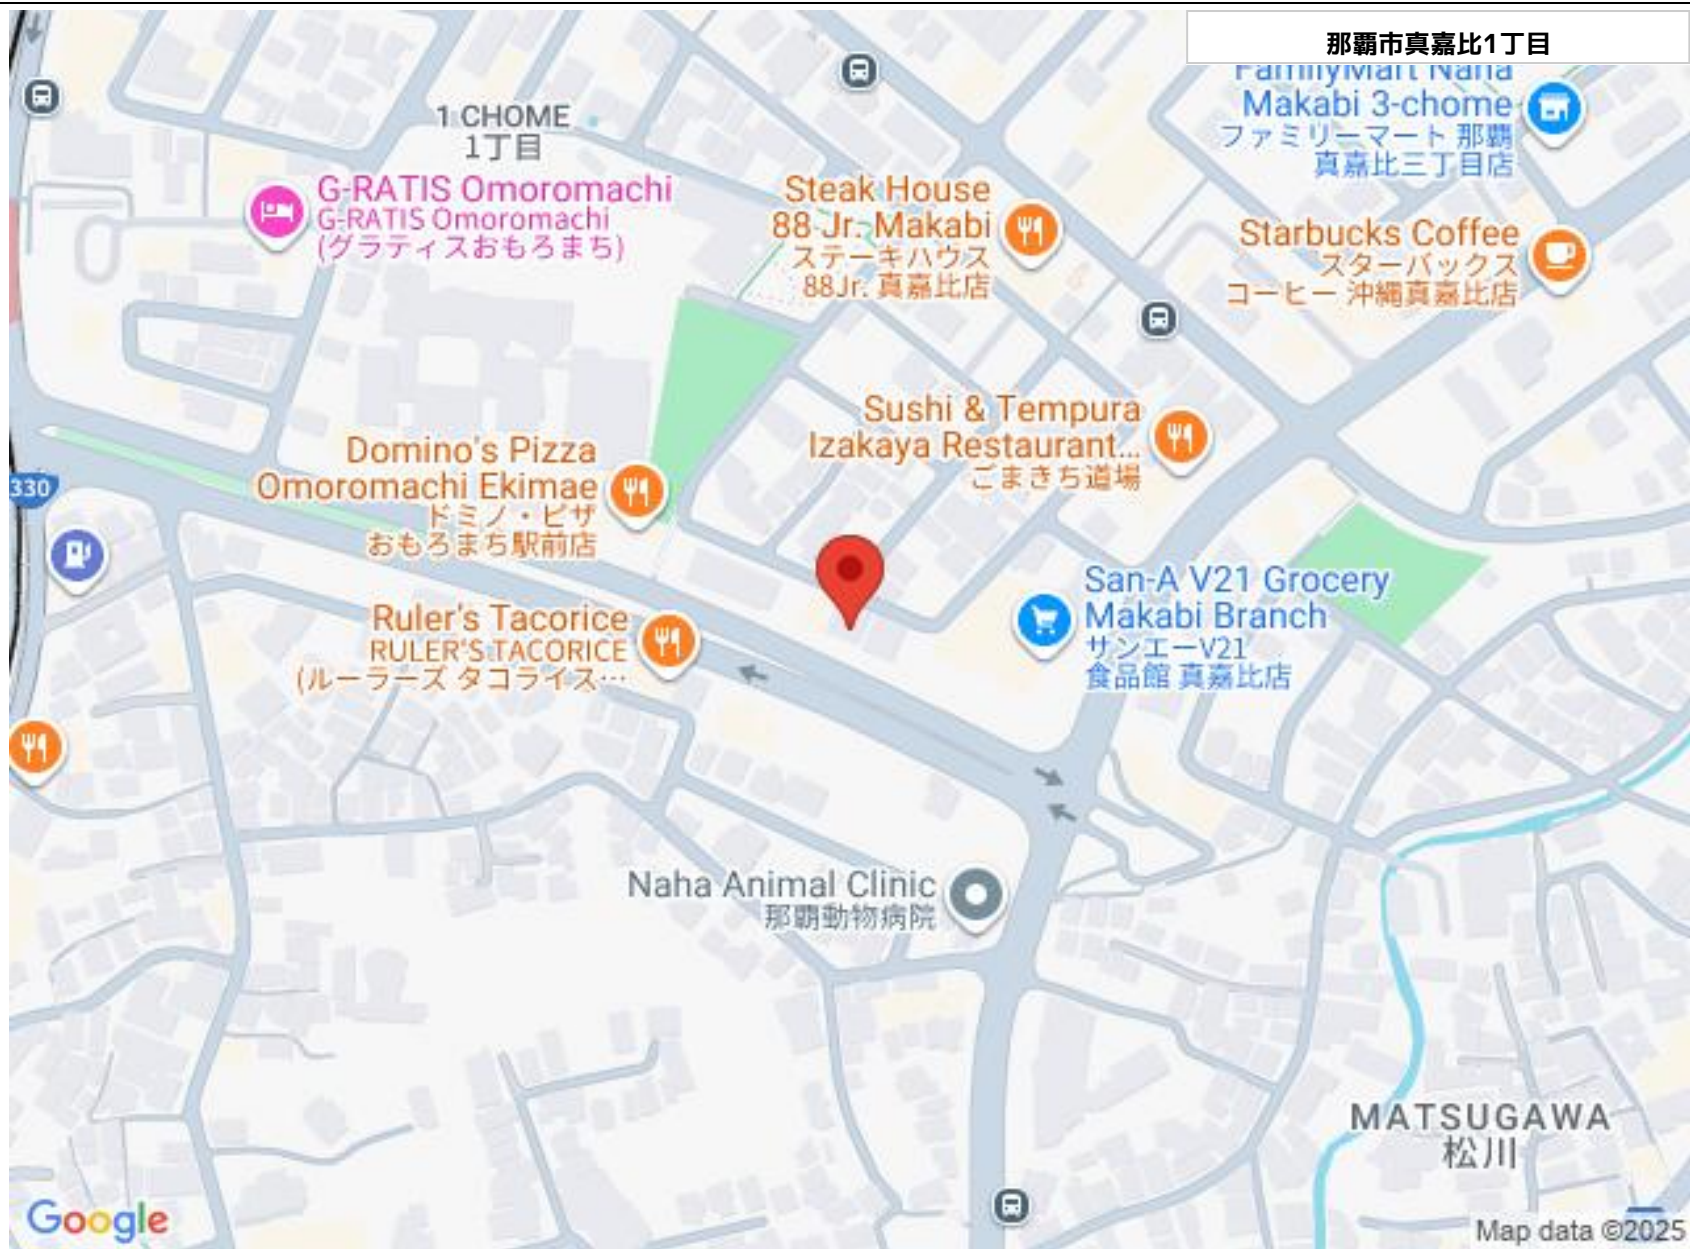 那覇市真嘉比1丁目
FamilyMart Naha
Makabi 3-chome
ファミリーマート 那覇
真嘉比三丁目店
1 CHOME
1丁目
G-RATIS Omoromachi
G-RATIS Omoromachi
(グラティスおもろまち)
Steak House
88 Jr. Makabi
ステーキハウス
88Jr. 真嘉比店
Starbucks Coffee
スターバックス
コーヒー 沖縄真嘉比店
Sushi & Tempura
Izakaya Restaurant...
ごまきち道場
Domino's Pizza
Omoromachi Ekimae
ドミノ・ピザ
おもろまち駅前店
330
San-A V21 Grocery
Makabi Branch
サンエーV21
食品館 真嘉比店
Ruler's Tacorice
RULER'S TACORICE
(ルーラーズ タコライス…
Naha Animal Clinic
那覇動物病院
MATSUGAWA
松川
Google
Map data ©2025